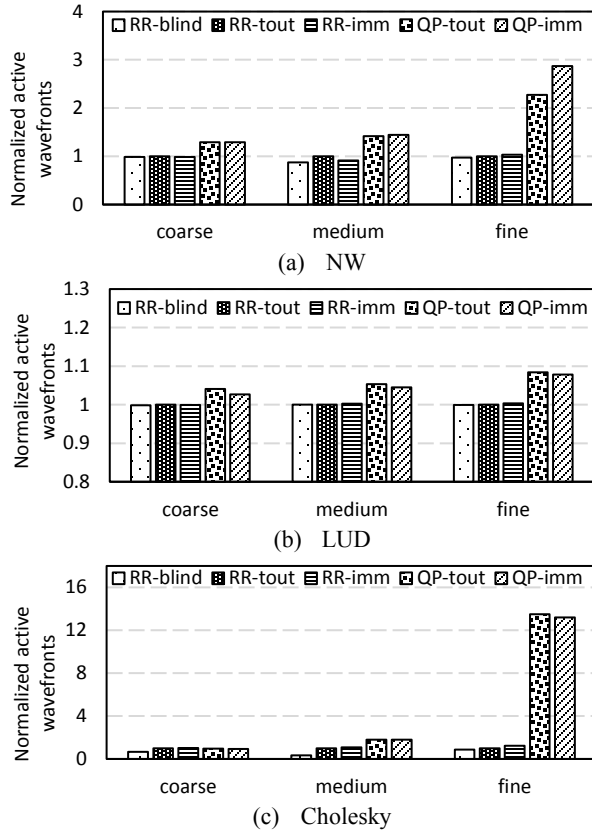 4
RR-blind RR-tout RR-imm QP-tout QP-imm
3
2
1
0
Normalized active
wavefronts
coarse medium fine
(a) NW
1.3
RR-blind RR-tout RR-imm QP-tout QP-imm
1.2
1.1
1
0.9
0.8
Normalized active
wavefronts
coarse medium fine
(b) LUD
16
RR-blind RR-tout RR-imm QP-tout QP-imm
12
8
4
0
Normalized active
wavefronts
coarse medium fine
(c) Cholesky